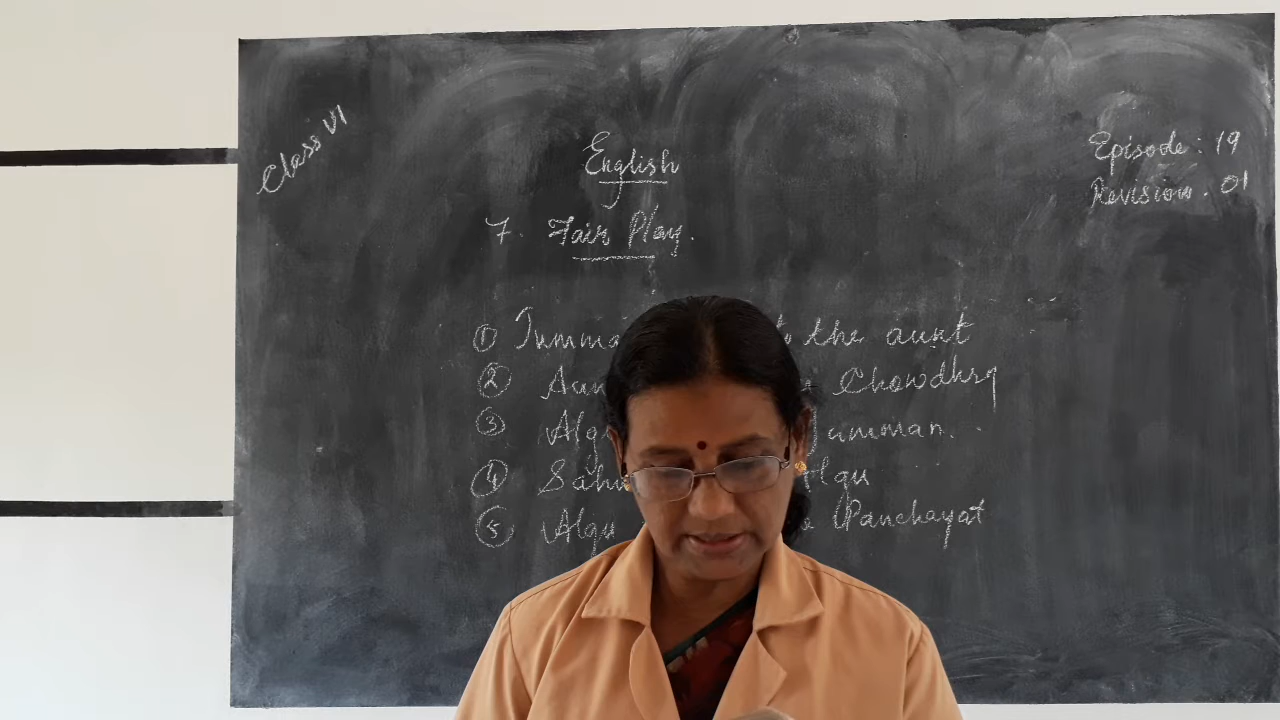 Class VI
English
Episode : 19
Revision . 01
7. Fair Play.
① the aunt
② Chowdhry
③ Jumman.
④ Algu
⑤ Algu Panchayat